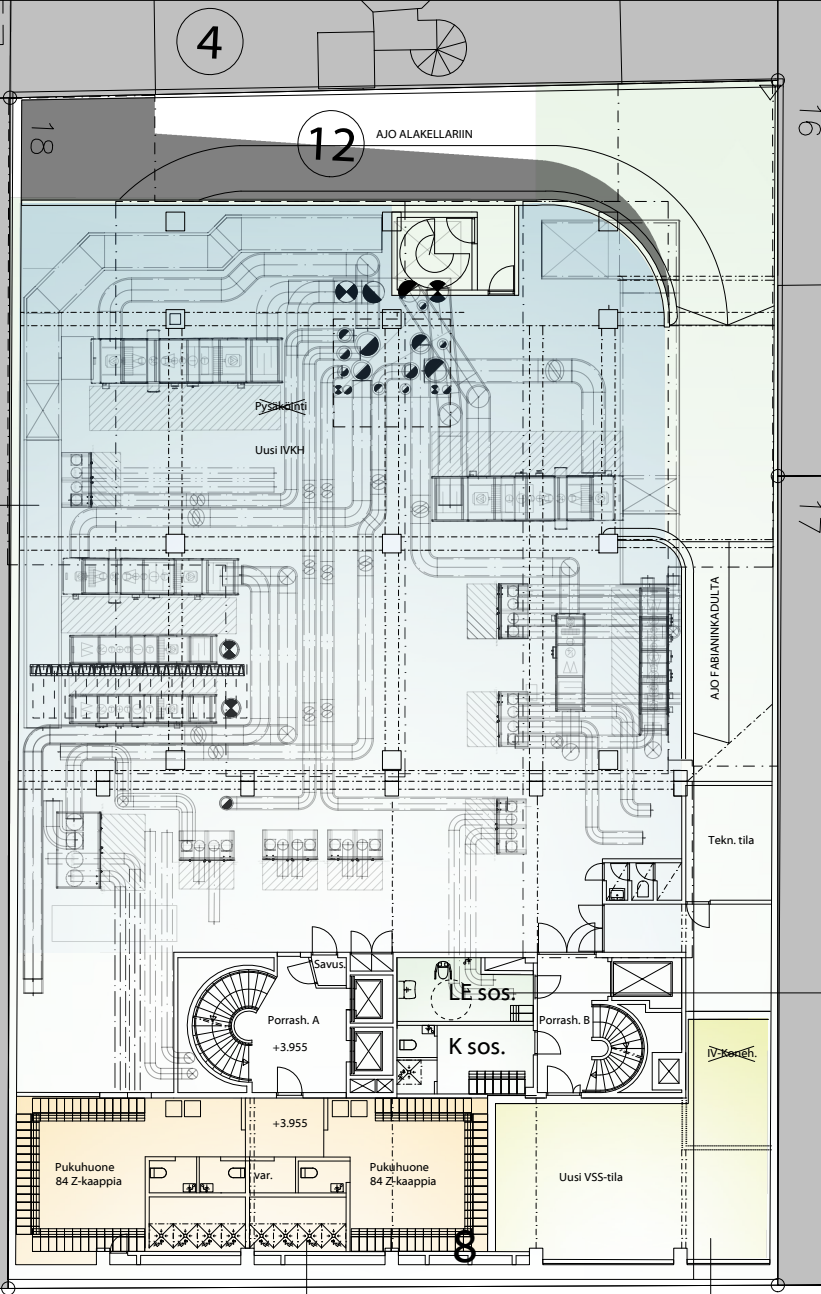 4
18
12
AJO ALAKELLARIIN
16
Pysäköinti
Uusi IVKH
17
AJO FABIANINKADULTA
Tekn. tila
Savus.
LE sos.
Porrash. A
+3.955
Porrash. B
K sos.
IV-Koneh.
+3.955
Pukuhuone
84 Z-kaappia
var.
Pukuhuone
84 Z-kaappia
Uusi VSS-tila
8